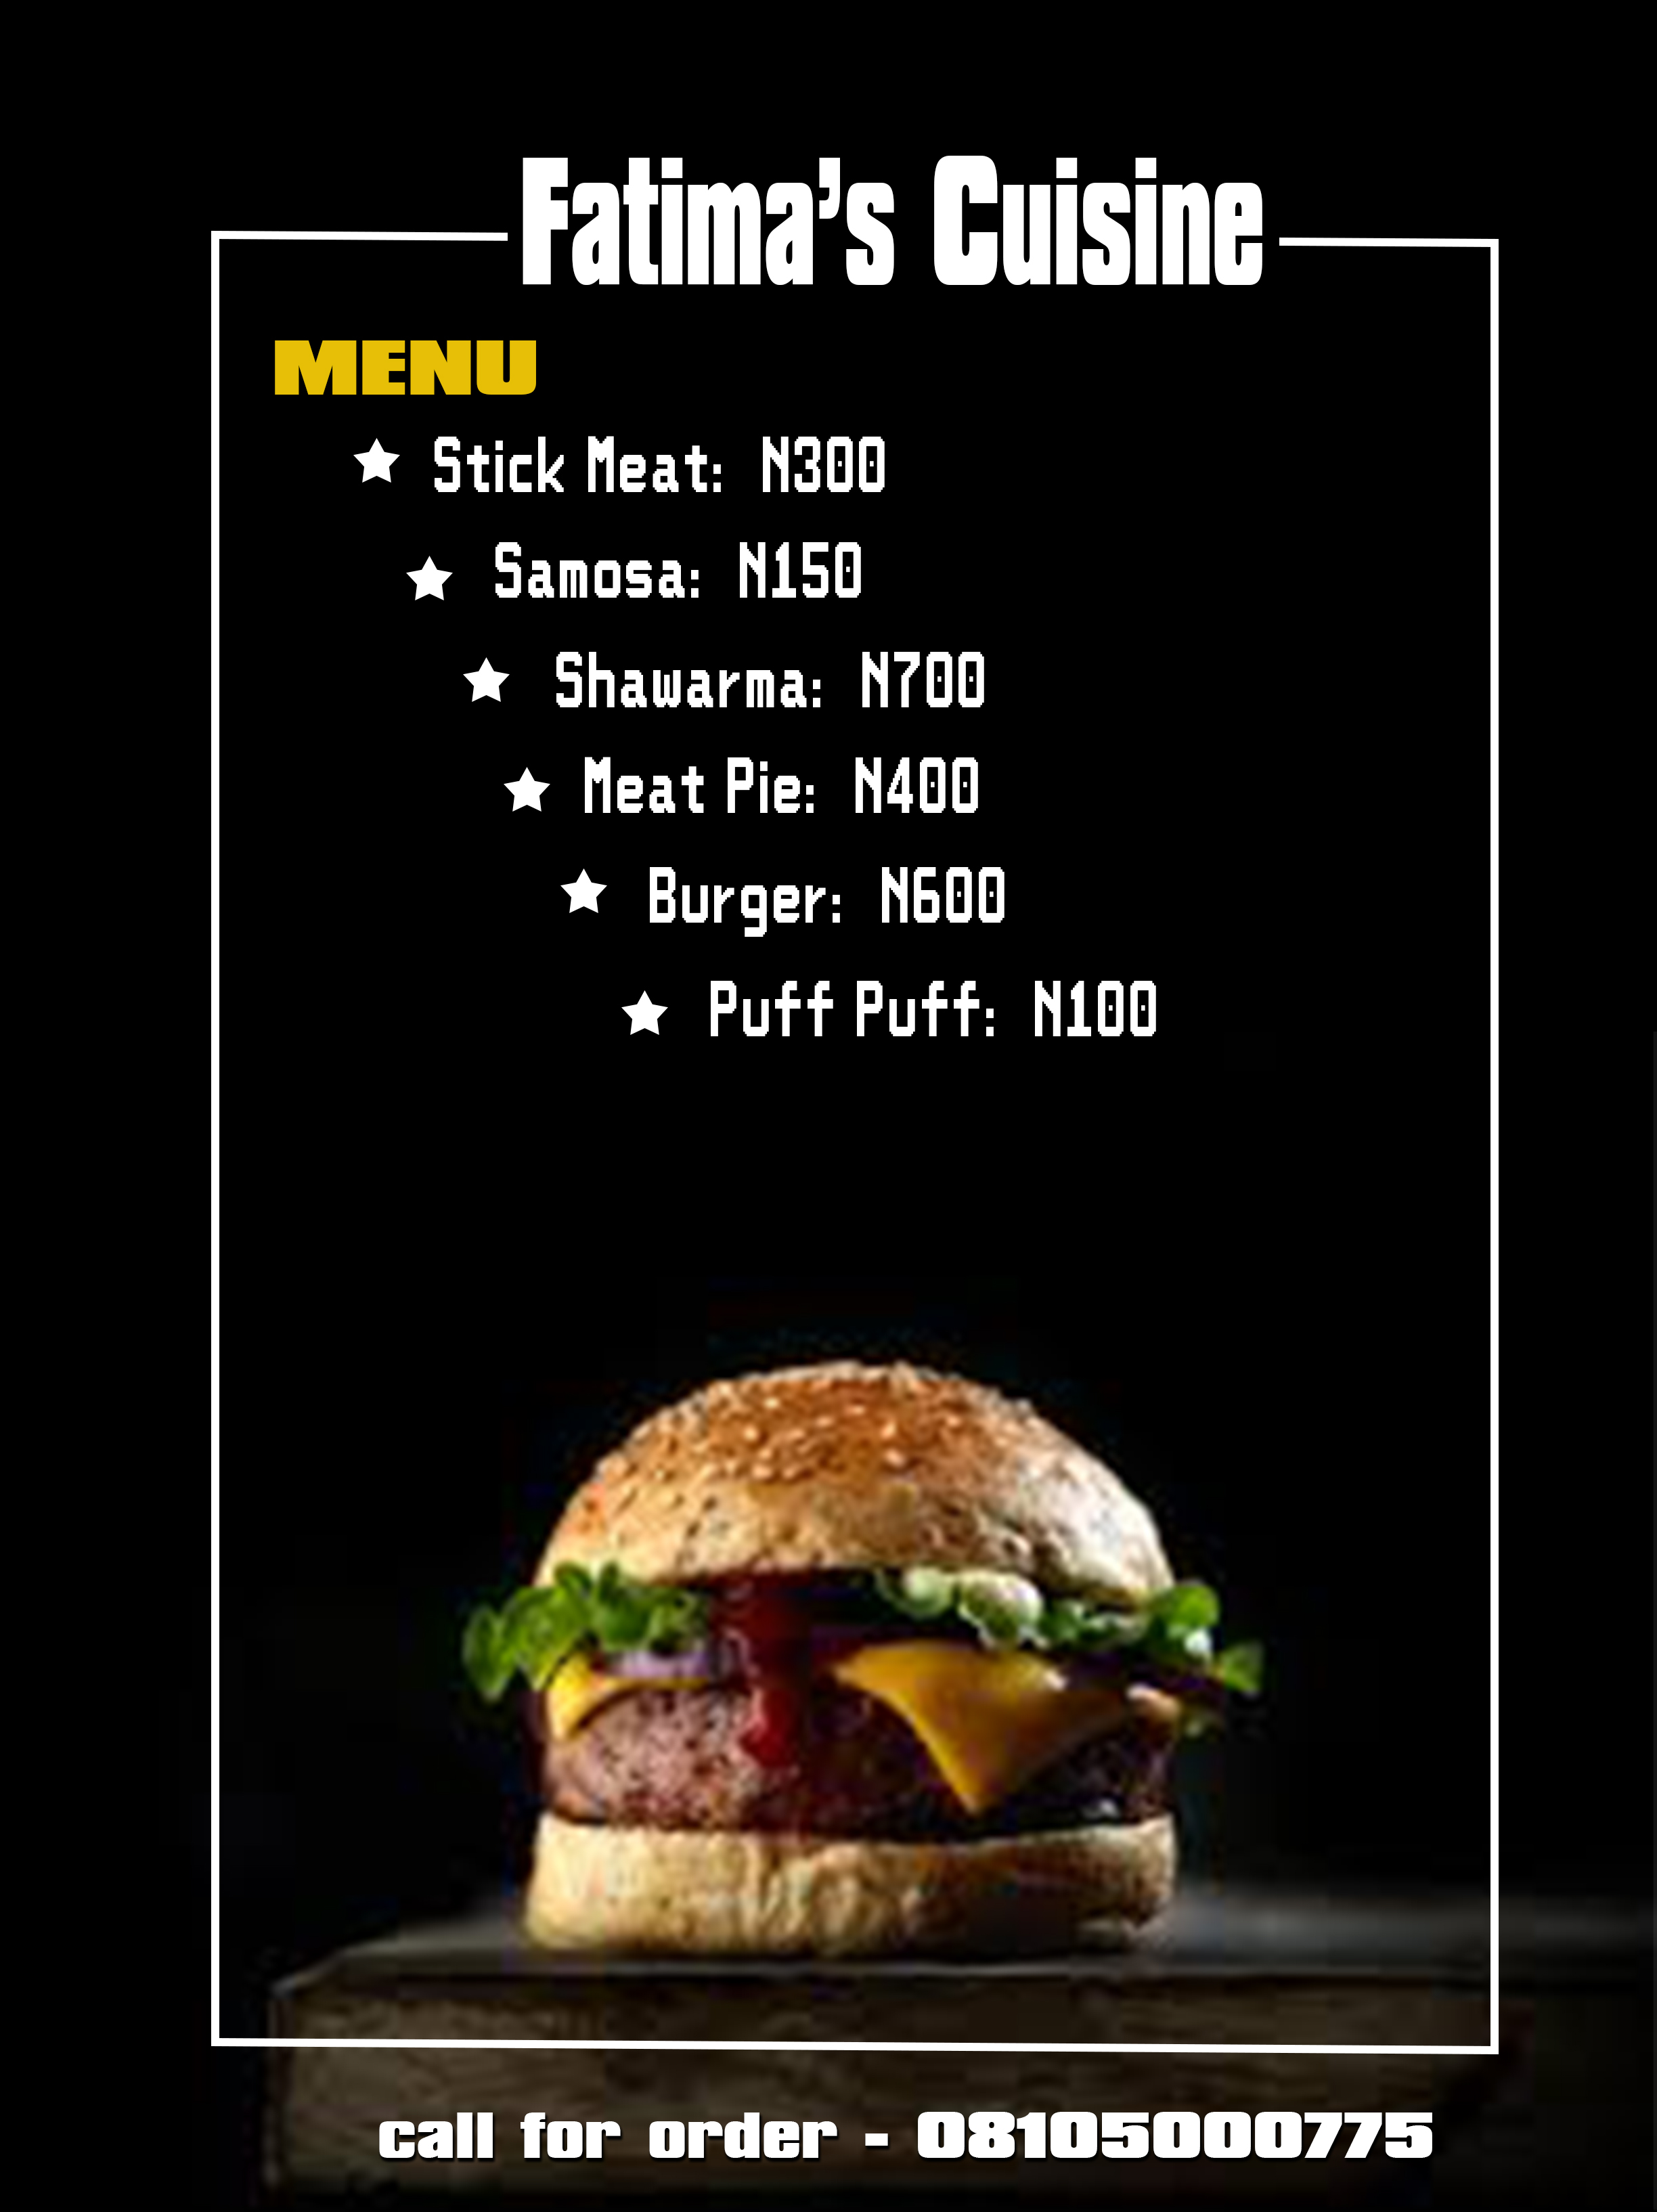 Fatima's Cuisine
MENU
Stick Meat: N300
Samosa: N150
Shawarma: N700
Meat Pie: N400
Burger: N600
Puff Puff: N100
call for order - 08105000775